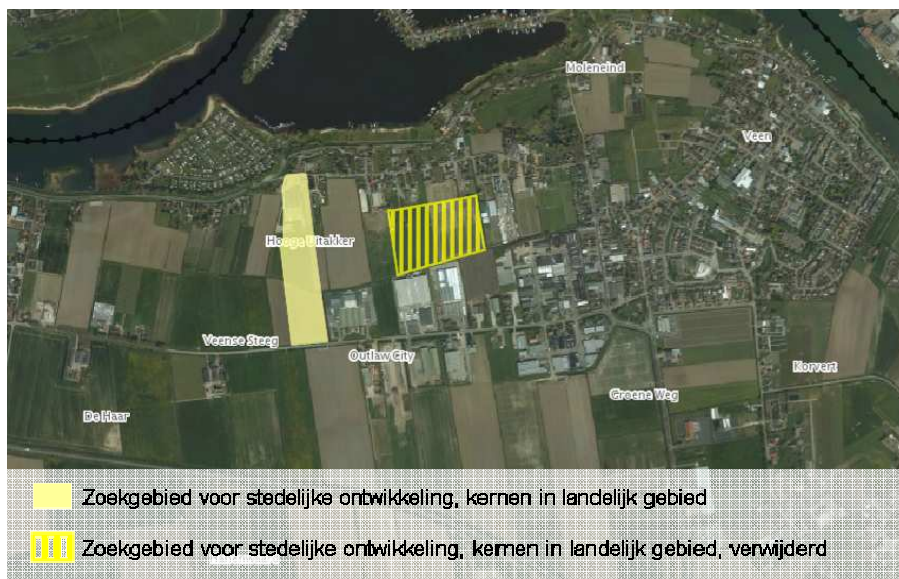 Moleneind
Veen
Hooge Uitakker
Veense Steeg
Outlaw City
Korvert
Groene Weg
De Haar
Zoekgebied voor stedelijke ontwikkeling, kernen in landelijk gebied
Zoekgebied voor stedelijke ontwikkeling, kernen in landelijk gebied, verwijderd